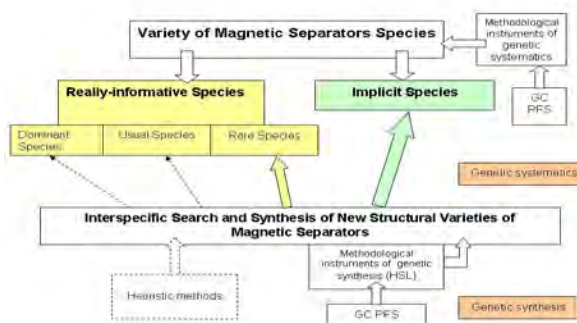 Variety of Magnetic Separators Species
Methodological
instruments of
genetic
systematics
Really-informative Species
Implicit Species
GC
PFS
Dominant
Species
Usual Species
Rare Species
Genetic systematics
Interspecific Search and Synthesis of New Structural Varieties of
Magnetic Separators
Methodological
instruments of genetic
synthesis (HSL)
Heuristic methods
GC PFS
Genetic synthesis